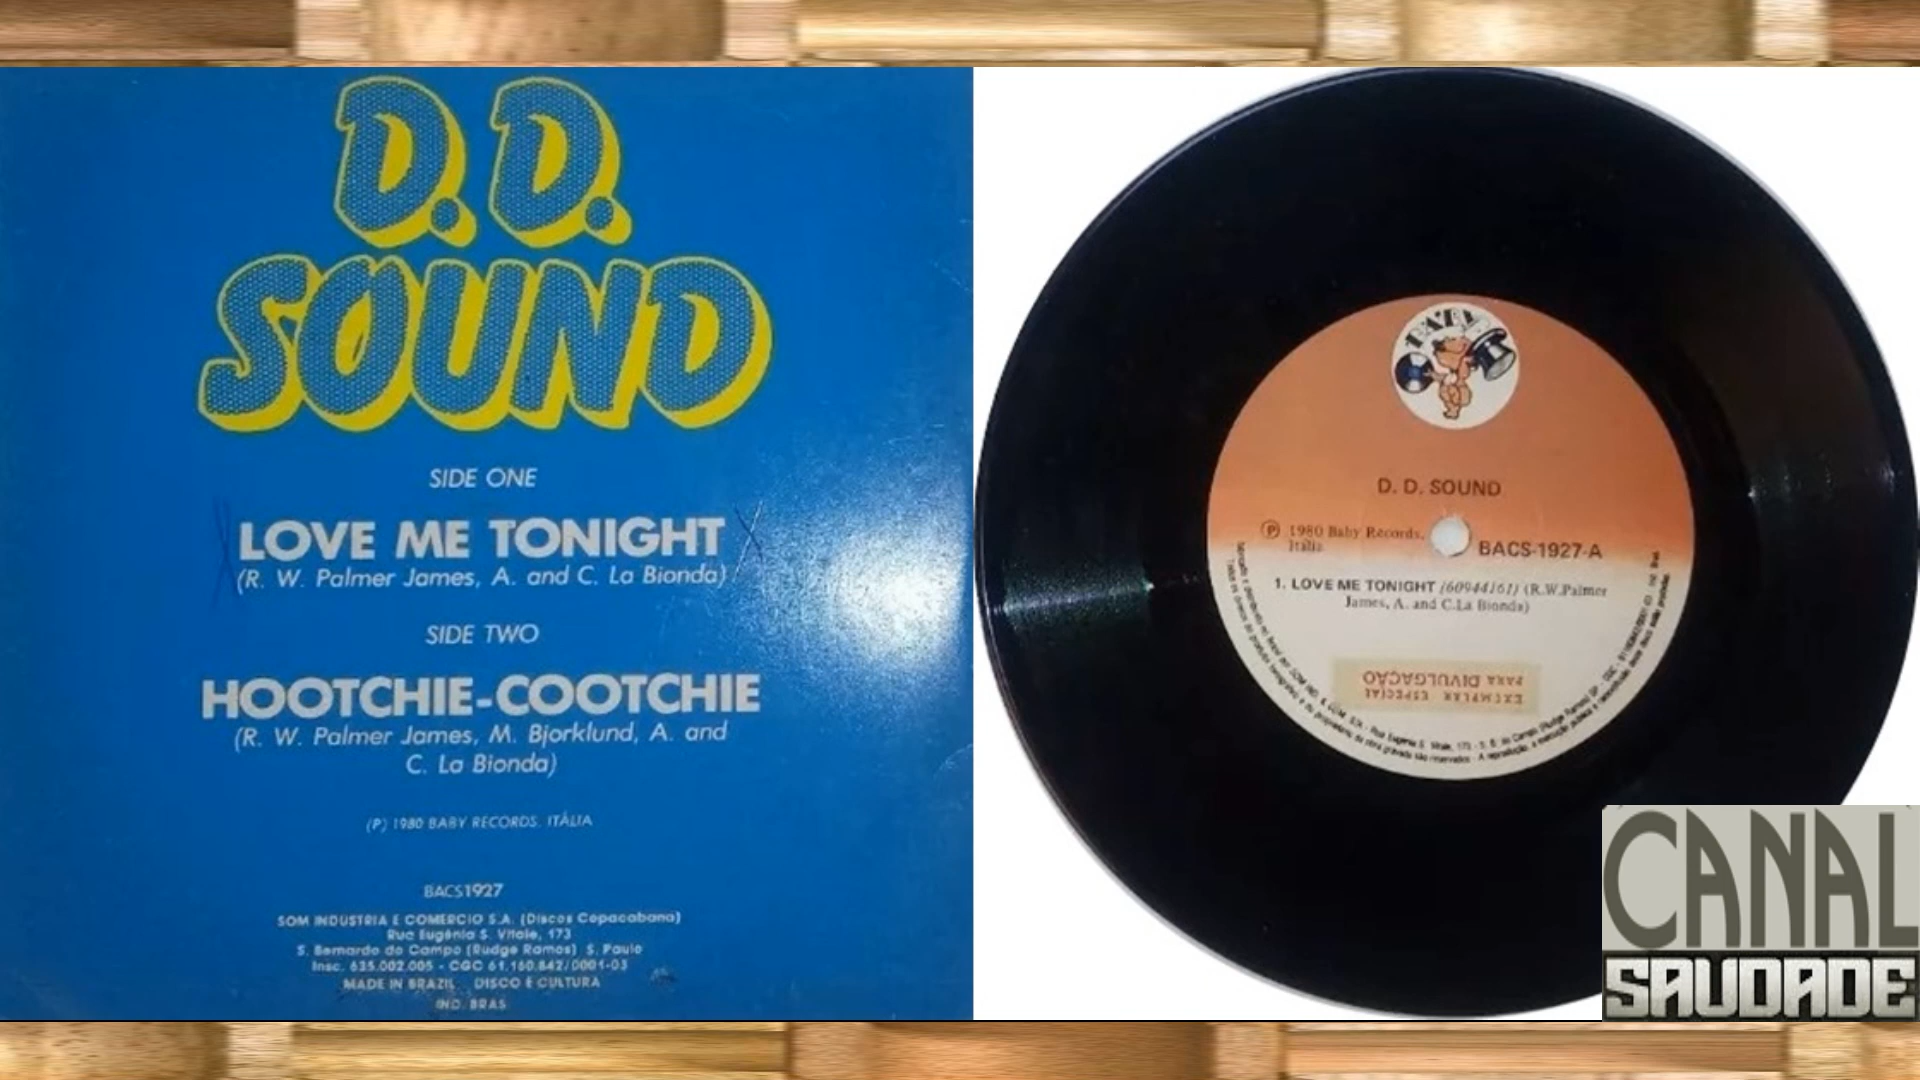 D.D.
SOUND
SIDE ONE
LOVE ME TONIGHT
(R. W. Palmer James, A. and C. La Bionda)
SIDE TWO
HOOTCHIE-COOTCHIE
(R. W. Palmer James, M. Bjorklund, A. and
C. La Bionda)
(P) 1980 BABY RECORDS. ITÁLIA
BACS1927
SOM INDUSTRIA E COMERCIO S.A. (Discos Copacabana)
Rua Eugênia S. Vitale, 173
S. Bernardo do Campo (Rudge Ramos) S. Paulo
Insc. 635.002.005 - CGC 61.160.842/0001-03
MADE IN BRAZIL DISCO É CULTURA
IND. BRAS.
BABY
D. D. SOUND
Ⓟ 1980 Baby Records,
Itália
BACS-1927-A
1. LOVE ME TONIGHT (60944161) (R.W.Palmer
James, A. and C.La Bionda)
EXEMPLAR ESPECIAL
PARA DIVULGAÇÃO
CANAL
SAUDADE